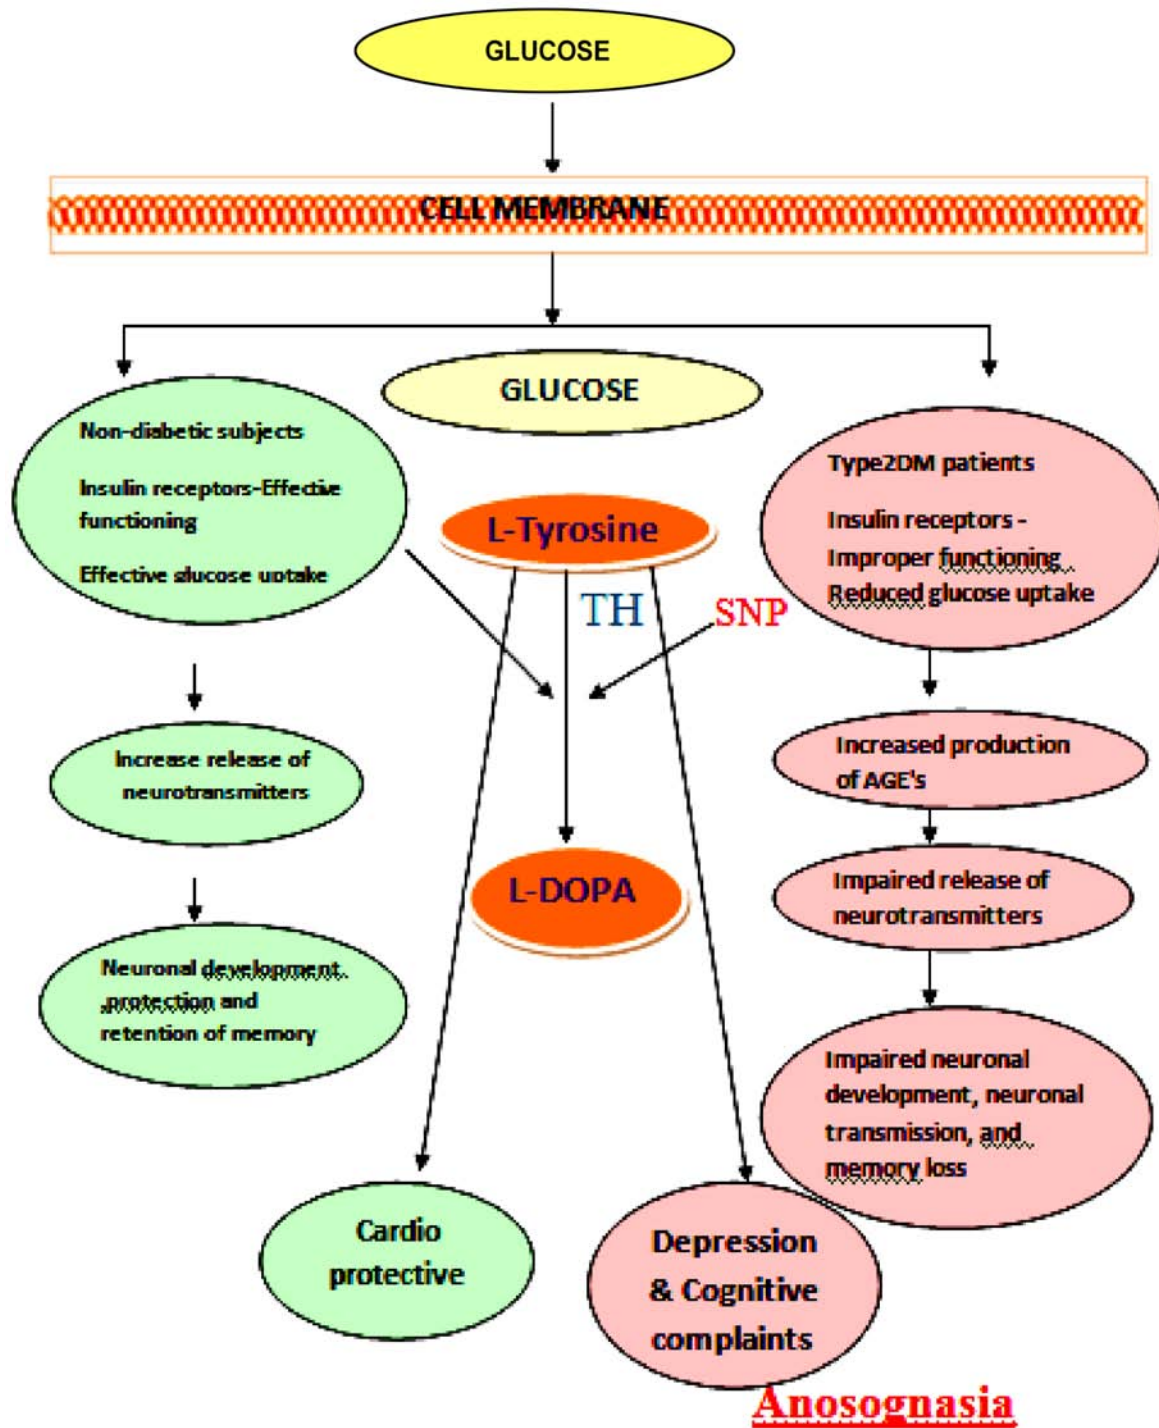 GLUCOSE
CELL MEMBRANE
GLUCOSE
Non-diabetic subjects
Insulin receptors-Effective
functioning
Effective glucose uptake
L-Tyrosine
TH
SNP
Type2DM patients
Insulin receptors -
Improper functioning
Reduced glucose uptake
Increase release of
neurotransmitters
Increased production
of AGE's
L-DOPA
Impaired release of
neurotransmitters
Neuronal development
,protection and
retention of memory
Impaired neuronal
development, neuronal
transmission, and
memory loss
Cardio
protective
Depression
& Cognitive
complaints
Anosognasia